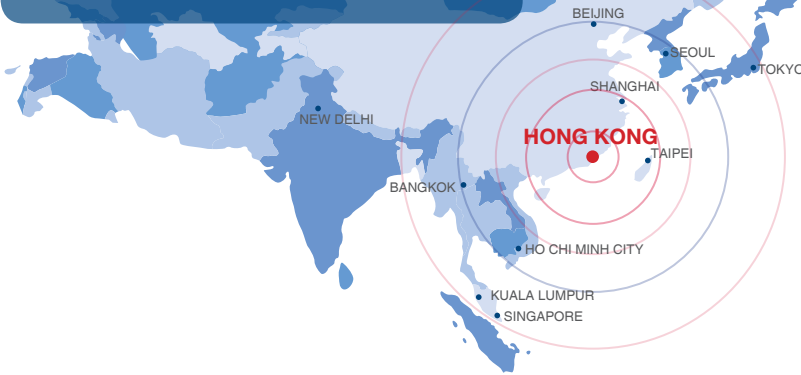 BEIJING
SEOUL
TOKYO
SHANGHAI
NEW DELHI
HONG KONG
TAIPEI
BANGKOK
HO CHI MINH CITY
KUALA LUMPUR
SINGAPORE